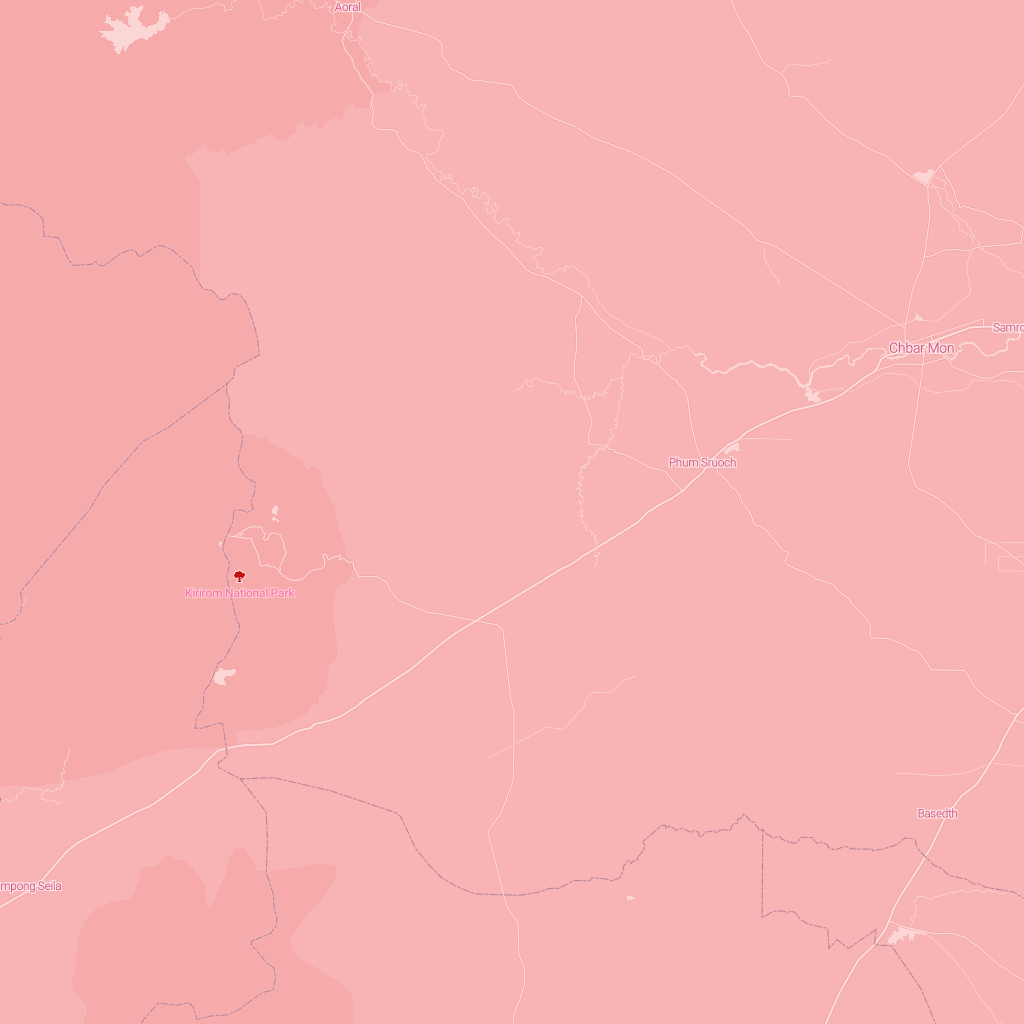 Aoral
Samro
Chbar Mon
Phum Sruoch
Kirirom National Park
Basedth
mpong Seila